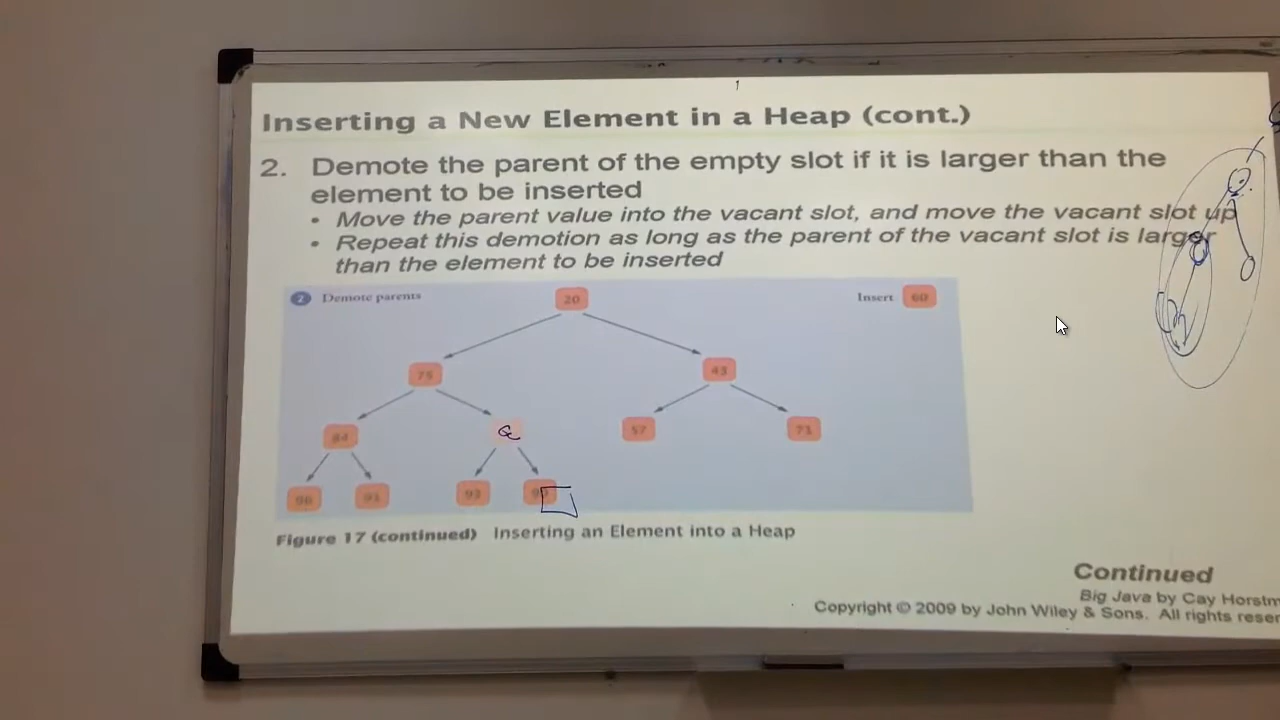 Inserting a New Element in a Heap (cont.)
2. Demote the parent of the empty slot if it is larger than the
element to be inserted
• Move the parent value into the vacant slot, and move the vacant slot up
• Repeat this demotion as long as the parent of the vacant slot is larger
than the element to be inserted
2 Demote parents
20
Insert 60
75
43
84
57
71
96
91
93
Figure 17 (continued) Inserting an Element into a Heap
Continued
Big Java by Cay Horstm
Copyright © 2009 by John Wiley & Sons. All rights reser